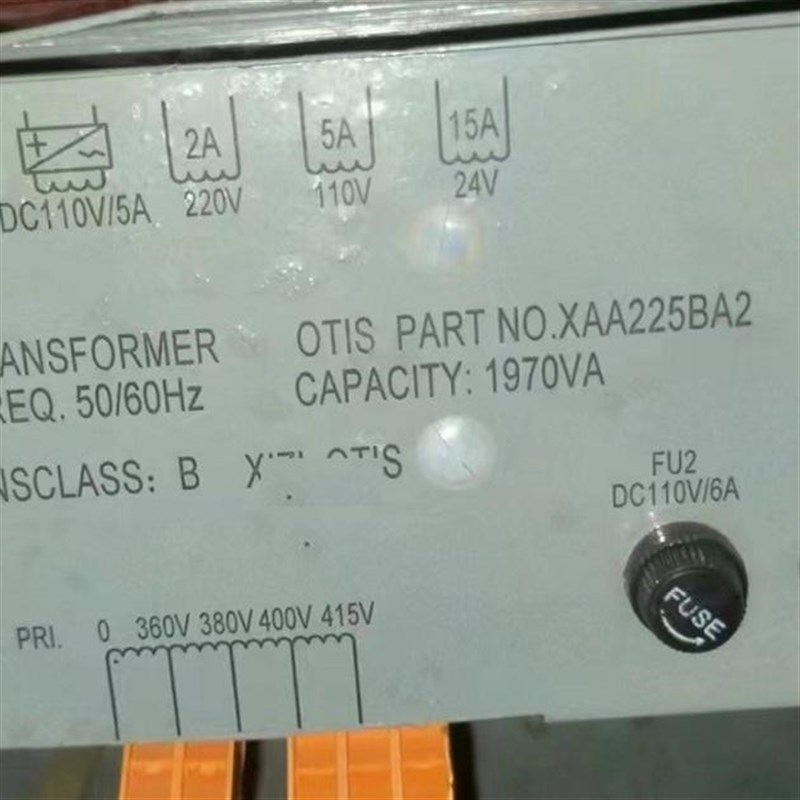 + ~ 2A 5A 15A
DC110V/5A 220V 110V 24V
ANSFORMER OTIS PART NO.XAA225BA2
REQ. 50/60Hz CAPACITY: 1970VA
NSCLASS: B
FU2
DC110V/6A
FUSE
PRI. 0 360V 380V 400V 415V